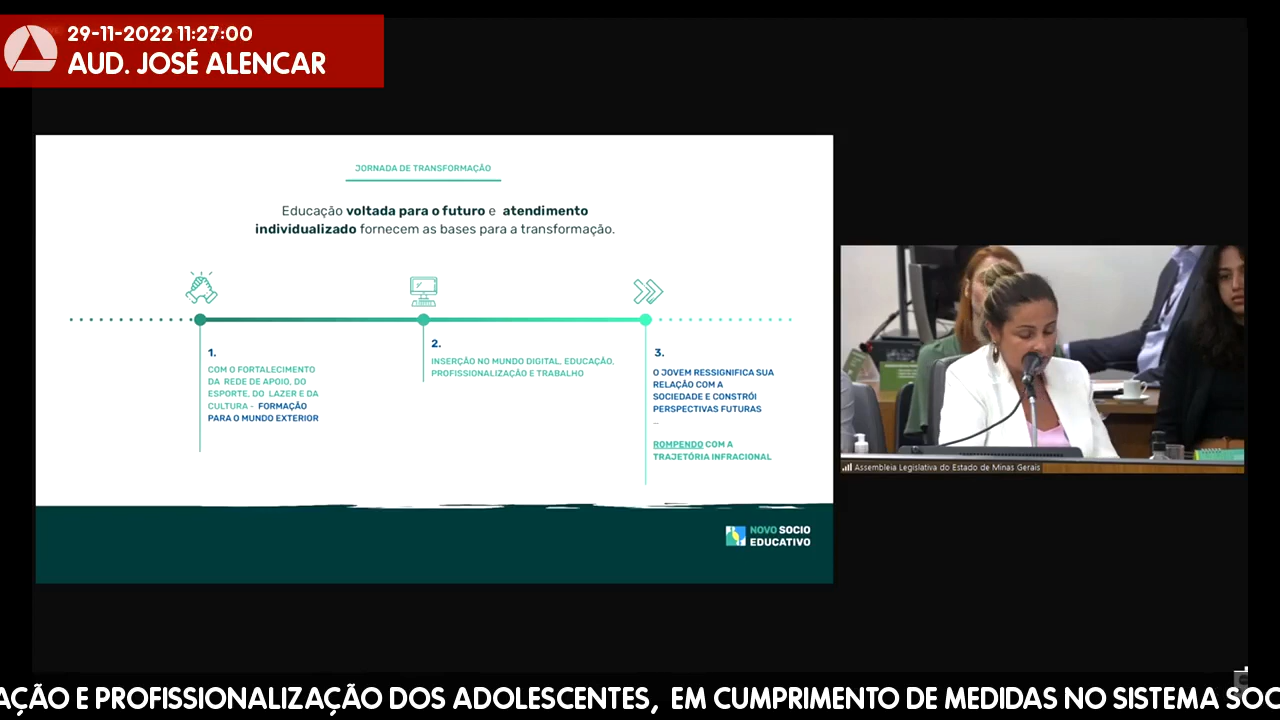 29-11-2022 11:27:00
AUD. JOSÉ ALENCAR
JORNADA DE TRANSFORMAÇÃO
Educação voltada para o futuro e atendimento
individualizado fornecem as bases para a transformação.
1.
COM O FORTALECIMENTO
DA REDE DE APOIO, DO
ESPORTE, DO LAZER E DA
CULTURA - FORMAÇÃO
PARA O MUNDO EXTERIOR
2.
INSERÇÃO NO MUNDO DIGITAL, EDUCAÇÃO,
PROFISSIONALIZAÇÃO E TRABALHO
3.
O JOVEM RESSIGNIFICA SUA
RELAÇÃO COM A
SOCIEDADE E CONSTRÓI
PERSPECTIVAS FUTURAS
...
ROMPENDO COM A
TRAJETÓRIA INFRACIONAL
NOVO SOCIO
EDUCATIVO
Assembleia Legislativa do Estado de Minas Gerais
AÇÃO E PROFISSIONALIZAÇÃO DOS ADOLESCENTES, EM CUMPRIMENTO DE MEDIDAS NO SISTEMA SOC